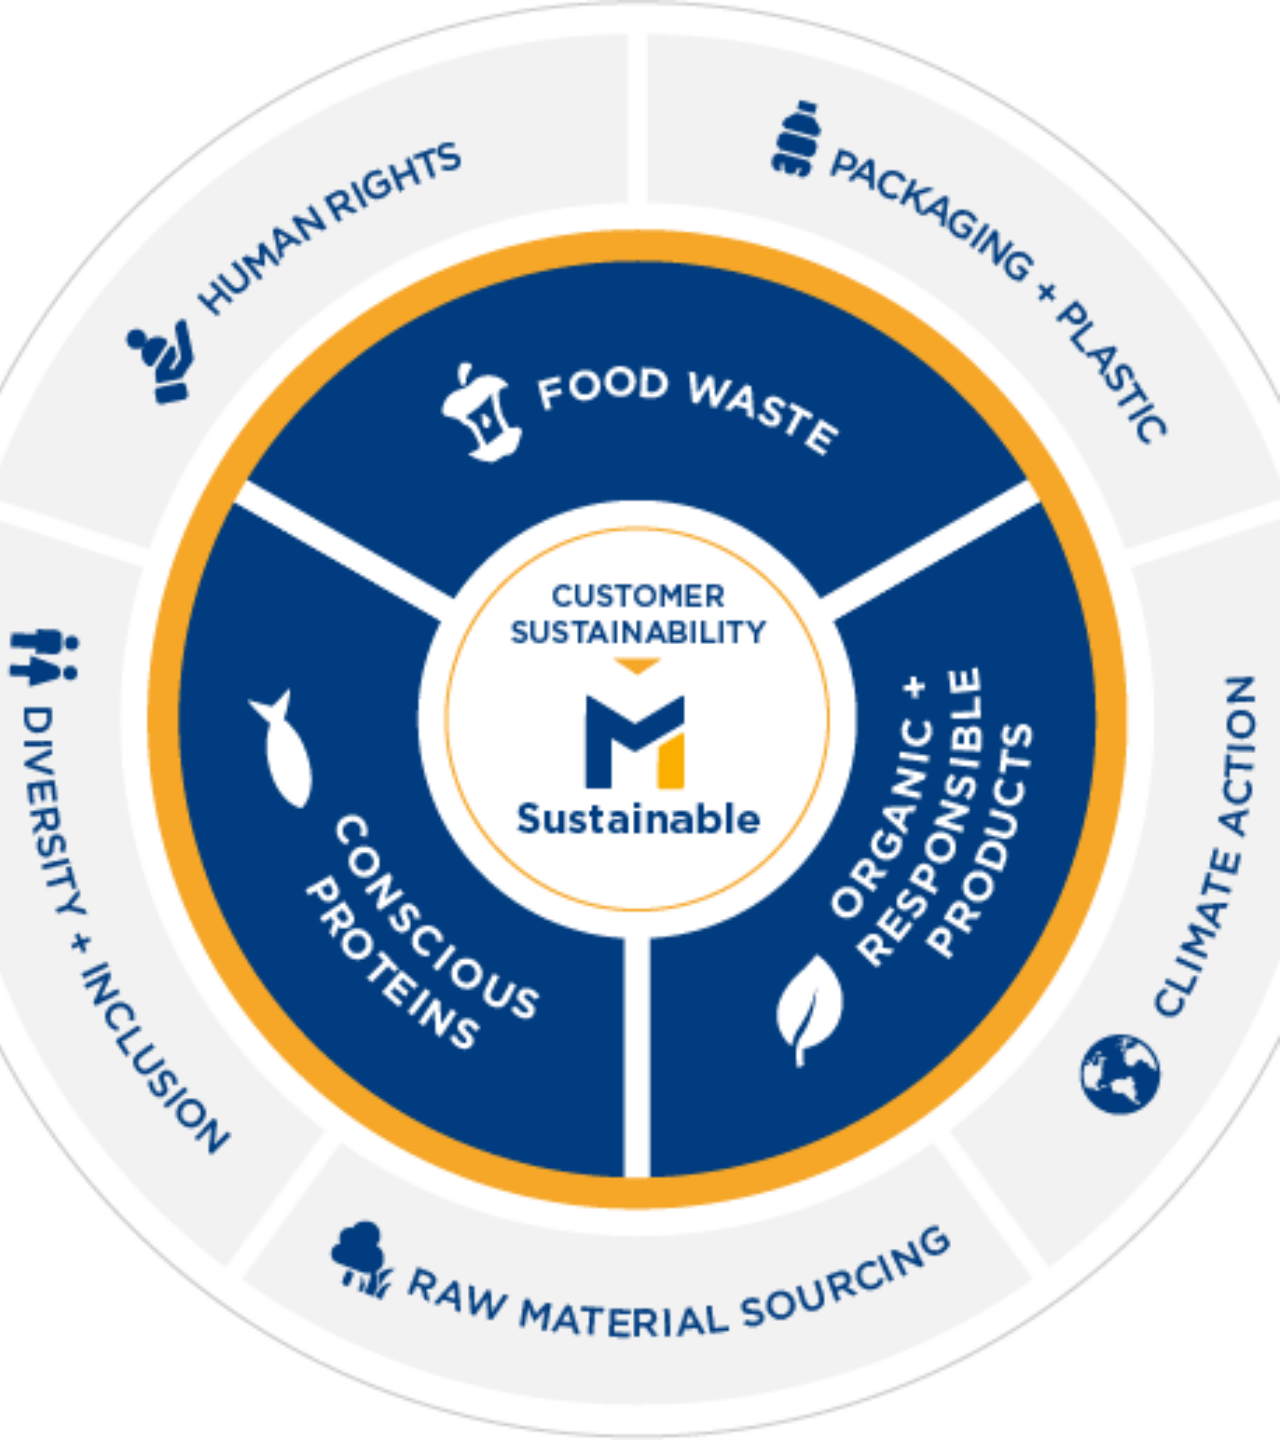 HUMAN RIGHTS
PACKAGING + PLASTIC
FOOD WASTE
CUSTOMER
SUSTAINABILITY
M
Sustainable
ORGANIC +
RESPONSIBLE
PRODUCTS
CONSCIOUS
PROTEINS
DIVERSITY + INCLUSION
CLIMATE ACTION
RAW MATERIAL SOURCING